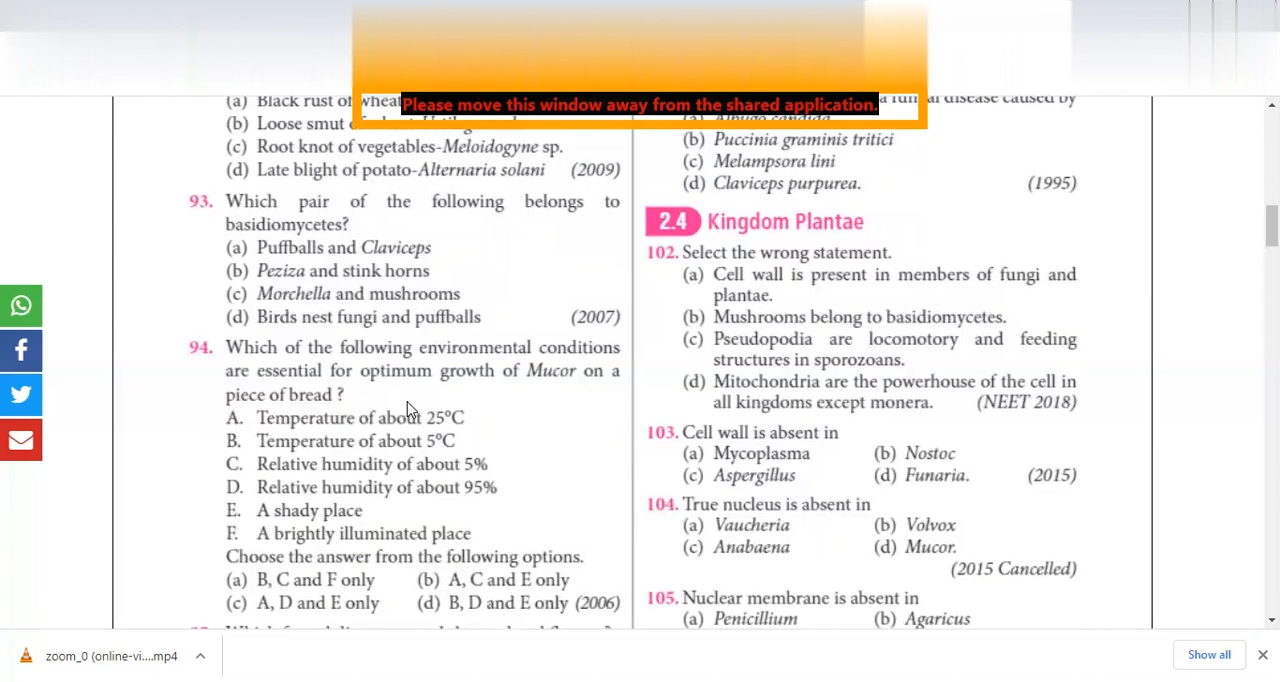 Please move this window away from the shared application.
(a) Black rust of wheat
(b) Loose smut
(c) Root knot of vegetables-Meloidogyne sp.
(d) Late blight of potato-Alternaria solani (2009)
93. Which pair of the following belongs to
basidiomycetes?
(a) Puffballs and Claviceps
(b) Peziza and stink horns
(c) Morchella and mushrooms
(d) Birds nest fungi and puffballs (2007)
94. Which of the following environmental conditions
are essential for optimum growth of Mucor on a
piece of bread ?
A. Temperature of about 25°C
B. Temperature of about 5°C
C. Relative humidity of about 5%
D. Relative humidity of about 95%
E. A shady place
F. A brightly illuminated place
Choose the answer from the following options.
(a) B, C and F only (b) A, C and E only
(c) A, D and E only (d) B, D and E only (2006)
disease caused by
(a) Albugo candida
(b) Puccinia graminis tritici
(c) Melampsora lini
(d) Claviceps purpurea. (1995)
2.4 Kingdom Plantae
102. Select the wrong statement.
(a) Cell wall is present in members of fungi and
plantae.
(b) Mushrooms belong to basidiomycetes.
(c) Pseudopodia are locomotory and feeding
structures in sporozoans.
(d) Mitochondria are the powerhouse of the cell in
all kingdoms except monera. (NEET 2018)
103. Cell wall is absent in
(a) Mycoplasma (b) Nostoc
(c) Aspergillus (d) Funaria. (2015)
104. True nucleus is absent in
(a) Vaucheria (b) Volvox
(c) Anabaena (d) Mucor.
(2015 Cancelled)
105. Nuclear membrane is absent in
(a) Penicillium (b) Agaricus
zoom_0 (online-vi....mp4
Show all